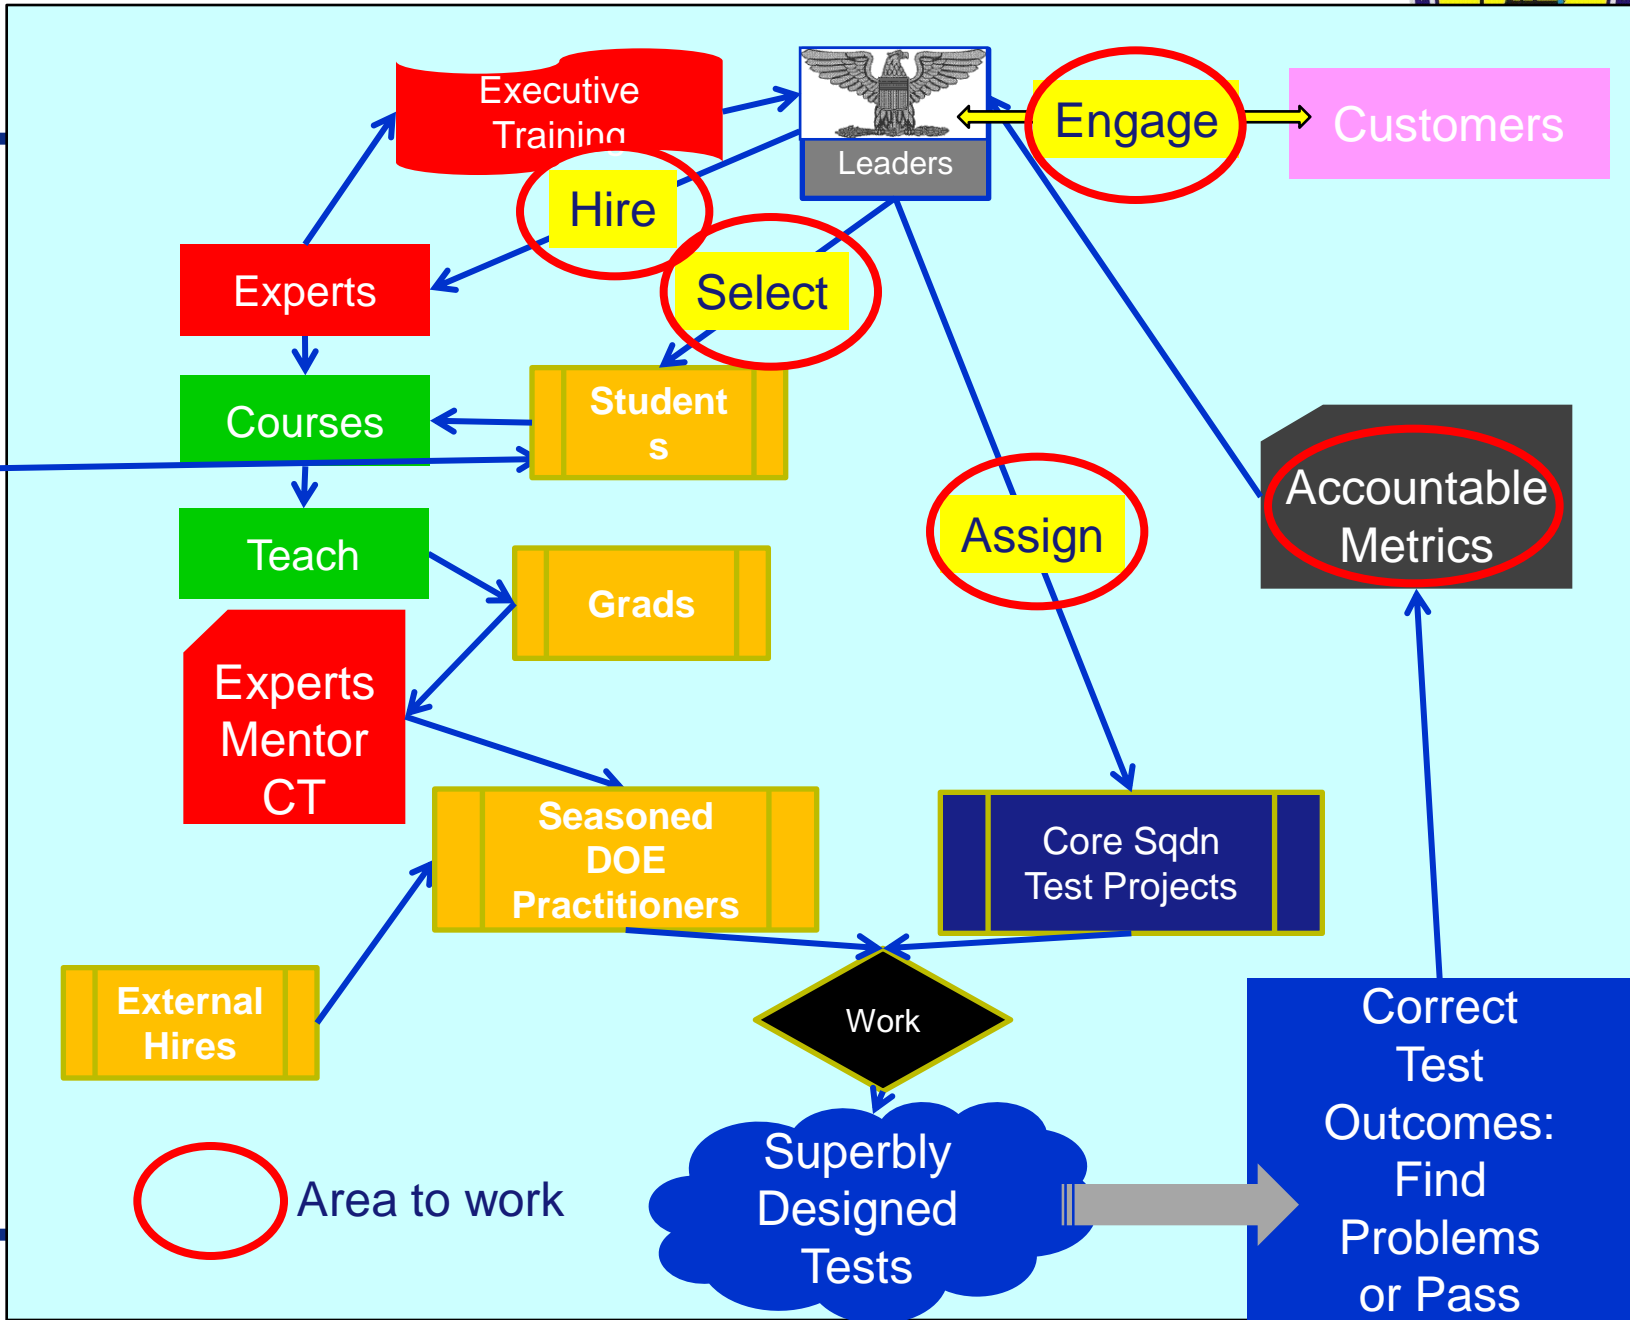 Executive
Training
Leaders
Engage
Customers
Hire
Select
Experts
Courses
Student
s
Accountable
Metrics
Assign
Teach
Grads
Experts
Mentor
CT
Seasoned
DOE
Practitioners
Core Sqdn
Test Projects
External
Hires
Work
Correct
Test
Outcomes:
Find
Problems
or Pass
Superbly
Designed
Tests
Area to work